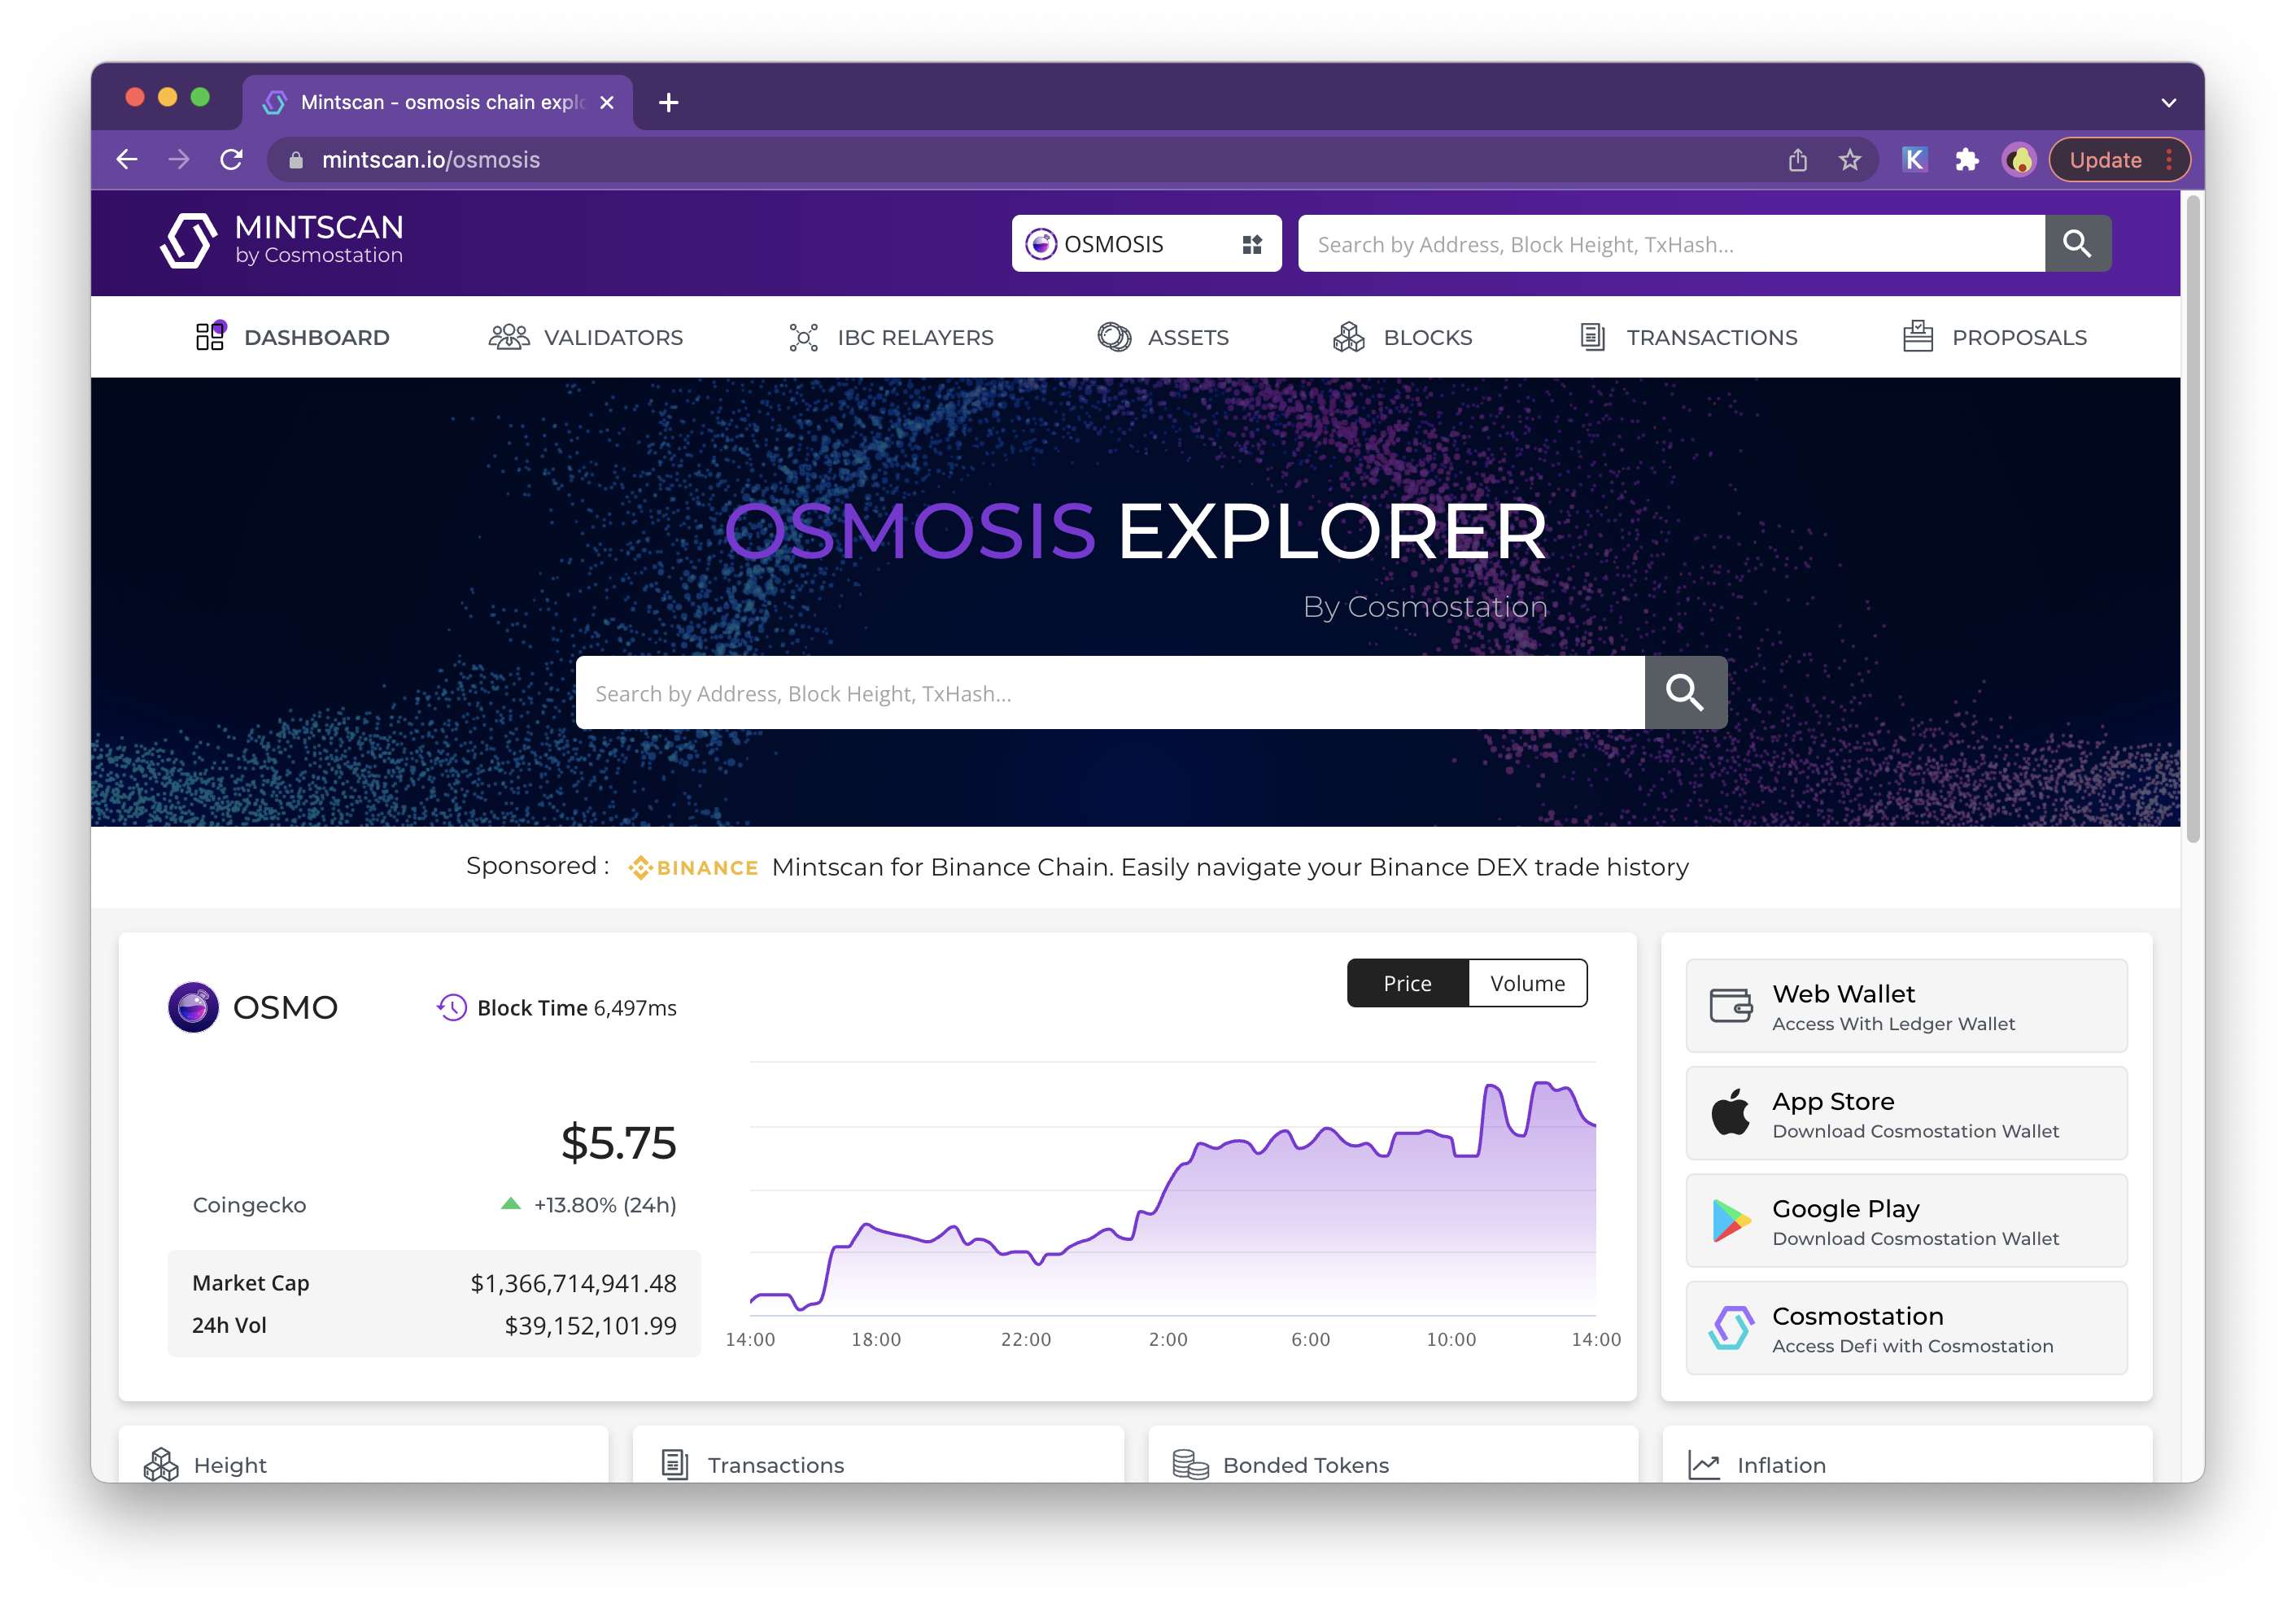 Mintscan - osmosis chain expl
mintscan.io/osmosis
K
Update
MINTSCAN
by Cosmostation
OSMOSIS
Search by Address, Block Height, TxHash...
DASHBOARD
VALIDATORS
IBC RELAYERS
ASSETS
BLOCKS
TRANSACTIONS
PROPOSALS
OSMOSIS EXPLORER
By Cosmostation
Search by Address, Block Height, TxHash...
Sponsored : BINANCE Mintscan for Binance Chain. Easily navigate your Binance DEX trade history
OSMO
Block Time 6,497ms
$5.75
Coingecko
+13.80% (24h)
Market Cap $1,366,714,941.48
24h Vol $39,152,101.99
Price
Volume
14:00 18:00 22:00 2:00 6:00 10:00 14:00
Web Wallet
Access With Ledger Wallet
App Store
Download Cosmostation Wallet
Google Play
Download Cosmostation Wallet
Cosmostation
Access Defi with Cosmostation
Height
Transactions
Bonded Tokens
Inflation